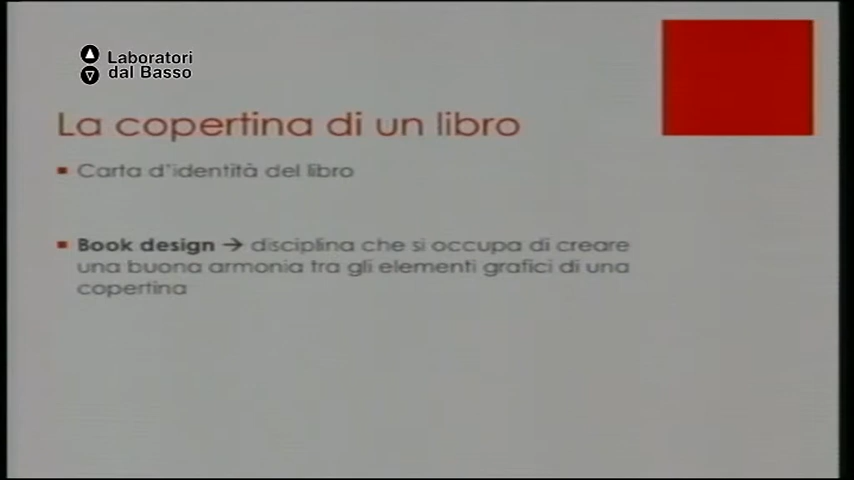 Laboratori
dal Basso
La copertina di un libro
Carta d'identità del libro
Book design → disciplina che si occupa di creare
una buona armonia tra gli elementi grafici di una
copertina